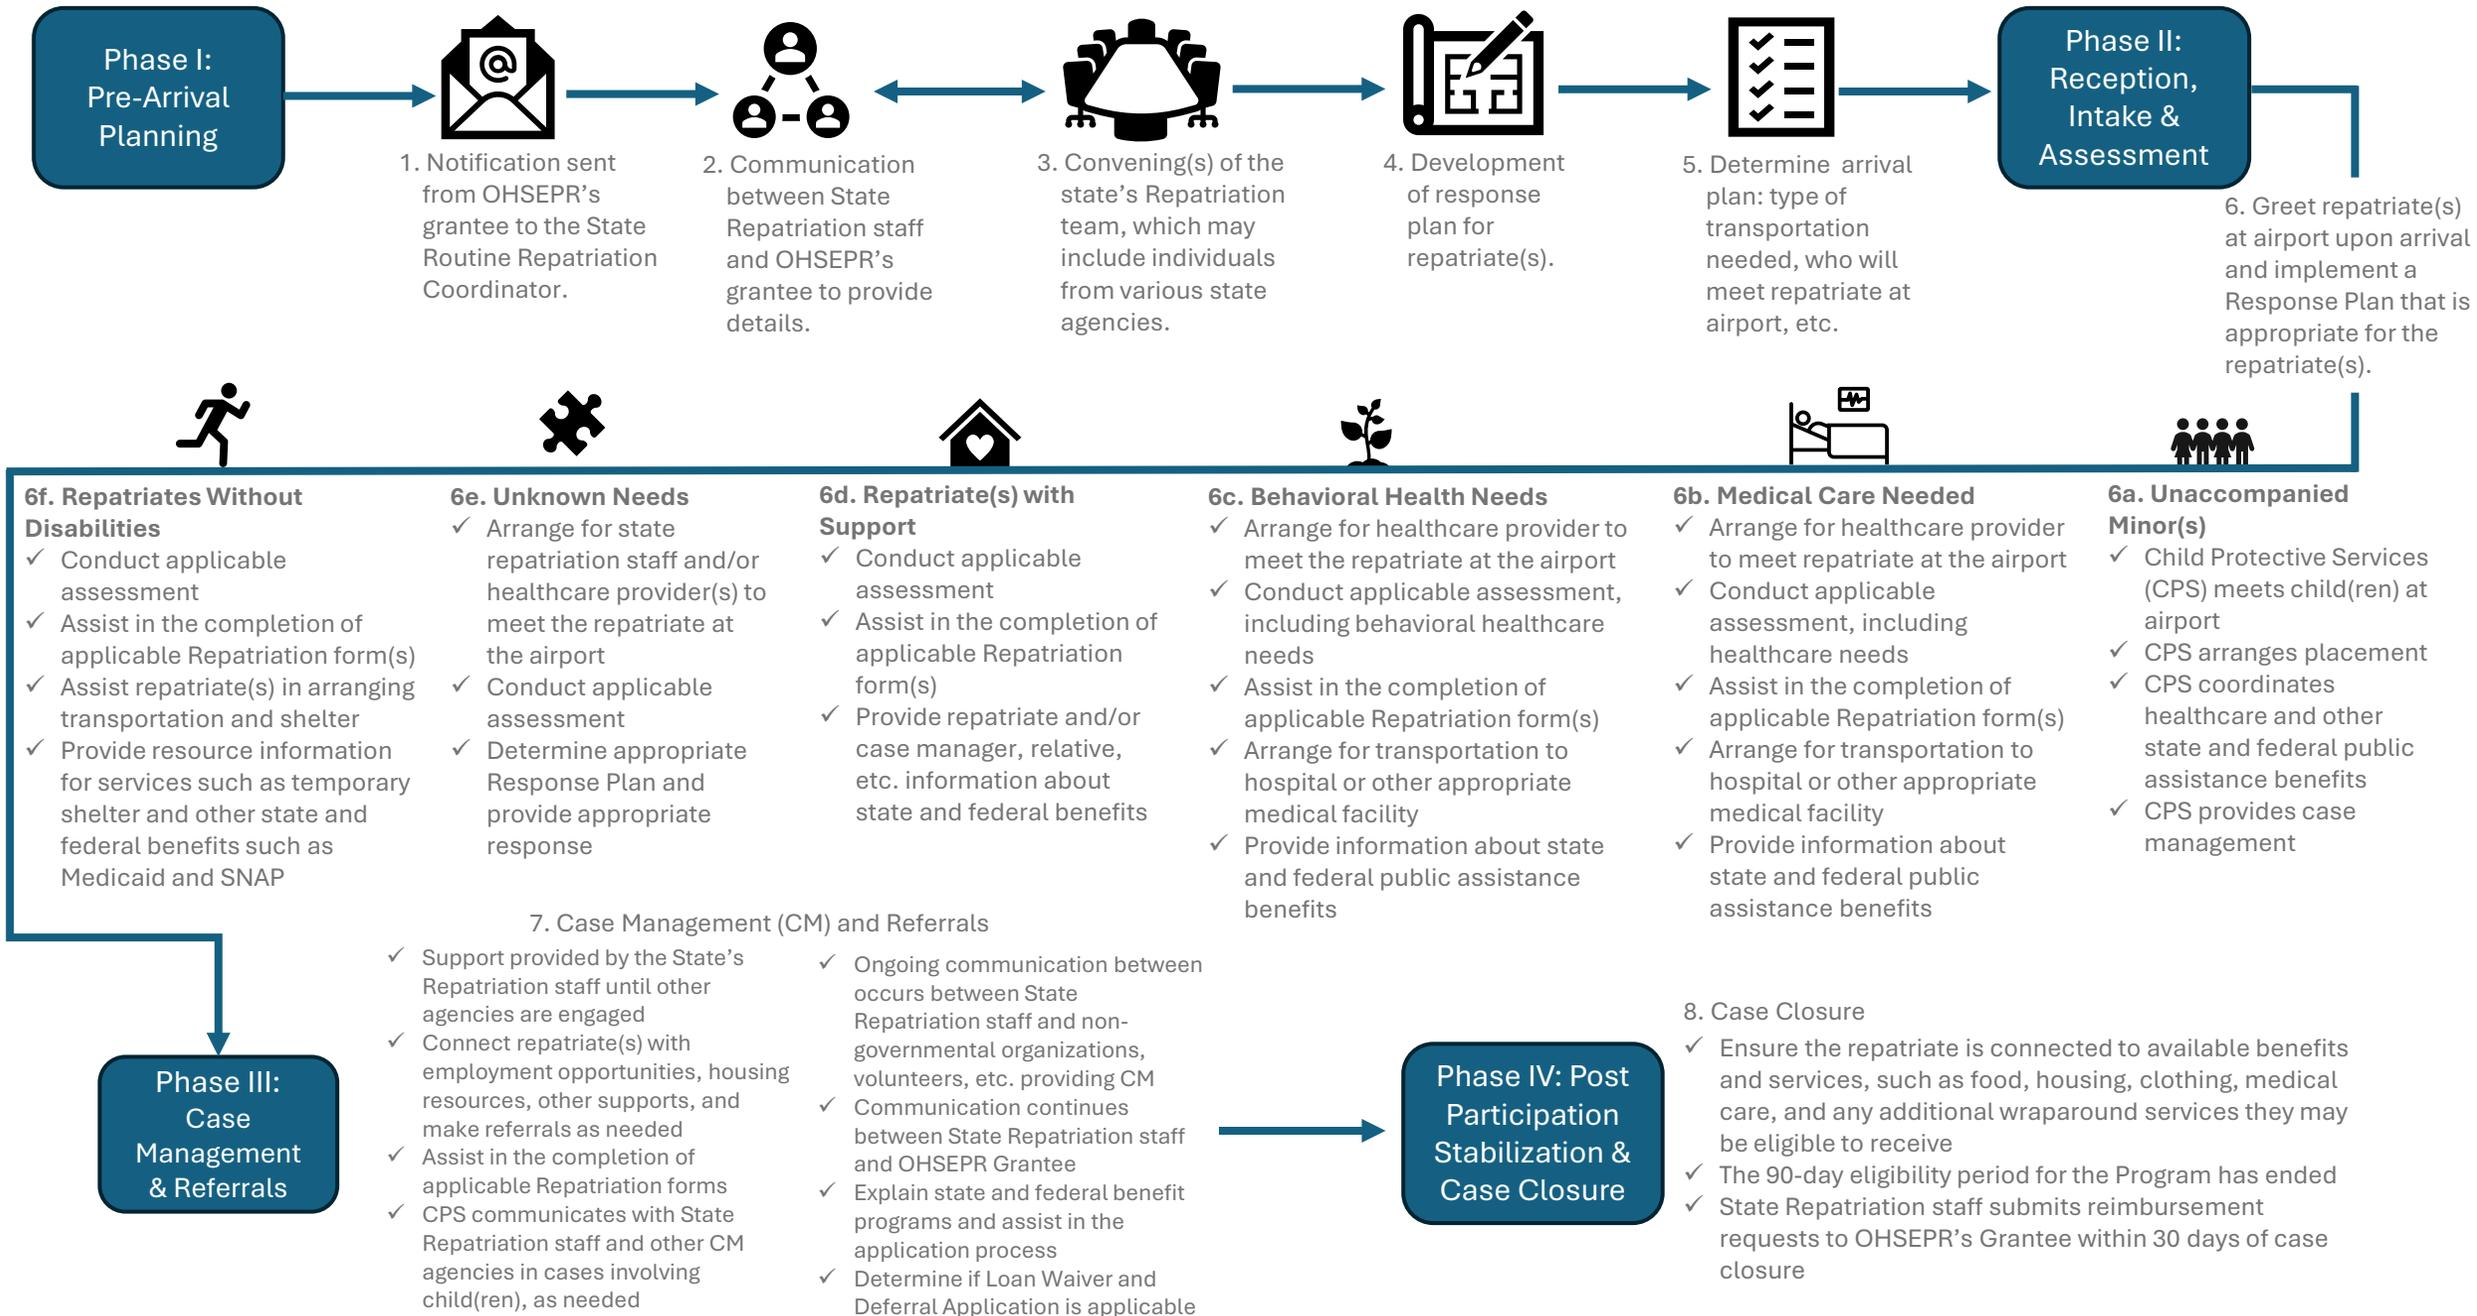 Phase I:
Pre-Arrival
Planning
1. Notification sent
from OHSEPR’s
grantee to the State
Routine Repatriation
Coordinator.
2. Communication
between State
Repatriation staff
and OHSEPR’s
grantee to provide
details.
3. Convening(s) of the
state’s Repatriation
team, which may
include individuals
from various state
agencies.
4. Development
of response
plan for
repatriate(s).
5. Determine arrival
plan: type of
transportation
needed, who will
meet repatriate at
airport, etc.
Phase II:
Reception,
Intake &
Assessment
6. Greet repatriate(s)
at airport upon arrival
and implement a
Response Plan that is
appropriate for the
repatriate(s).
6f. Repatriates Without
Disabilities
✓ Conduct applicable
assessment
✓ Assist in the completion of
applicable Repatriation form(s)
✓ Assist repatriate(s) in arranging
transportation and shelter
✓ Provide resource information
for services such as temporary
shelter and other state and
federal benefits such as
Medicaid and SNAP
6e. Unknown Needs
✓ Arrange for state
repatriation staff and/or
healthcare provider(s) to
meet the repatriate at
the airport
✓ Conduct applicable
assessment
✓ Determine appropriate
Response Plan and
provide appropriate
response
6d. Repatriate(s) with
Support
✓ Conduct applicable
assessment
✓ Assist in the completion of
applicable Repatriation
form(s)
✓ Provide repatriate and/or
case manager, relative,
etc. information about
state and federal benefits
6c. Behavioral Health Needs
✓ Arrange for healthcare provider to
meet the repatriate at the airport
✓ Conduct applicable assessment,
including behavioral healthcare
needs
✓ Assist in the completion of
applicable Repatriation form(s)
✓ Arrange for transportation to
hospital or other appropriate
medical facility
✓ Provide information about state
and federal public assistance
benefits
6b. Medical Care Needed
✓ Arrange for healthcare provider
to meet repatriate at the airport
✓ Conduct applicable
assessment, including
healthcare needs
✓ Assist in the completion of
applicable Repatriation form(s)
✓ Arrange for transportation to
hospital or other appropriate
medical facility
✓ Provide information about
state and federal public
assistance benefits
6a. Unaccompanied
Minor(s)
✓ Child Protective Services
(CPS) meets child(ren) at
airport
✓ CPS arranges placement
✓ CPS coordinates
healthcare and other
state and federal public
assistance benefits
✓ CPS provides case
management
Phase III:
Case
Management
& Referrals
7. Case Management (CM) and Referrals
✓ Support provided by the State’s
Repatriation staff until other
agencies are engaged
✓ Connect repatriate(s) with
employment opportunities, housing
resources, other supports, and
make referrals as needed
✓ Assist in the completion of
applicable Repatriation forms
✓ CPS communicates with State
Repatriation staff and other CM
agencies in cases involving
child(ren), as needed
✓ Ongoing communication between
occurs between State
Repatriation staff and non-
governmental organizations,
volunteers, etc. providing CM
✓ Communication continues
between State Repatriation staff
and OHSEPR Grantee
✓ Explain state and federal benefit
programs and assist in the
application process
✓ Determine if Loan Waiver and
Deferral Application is applicable
Phase IV: Post
Participation
Stabilization &
Case Closure
8. Case Closure
✓ Ensure the repatriate is connected to available benefits
and services, such as food, housing, clothing, medical
care, and any additional wraparound services they may
be eligible to receive
✓ The 90-day eligibility period for the Program has ended
✓ State Repatriation staff submits reimbursement
requests to OHSEPR’s Grantee within 30 days of case
closure